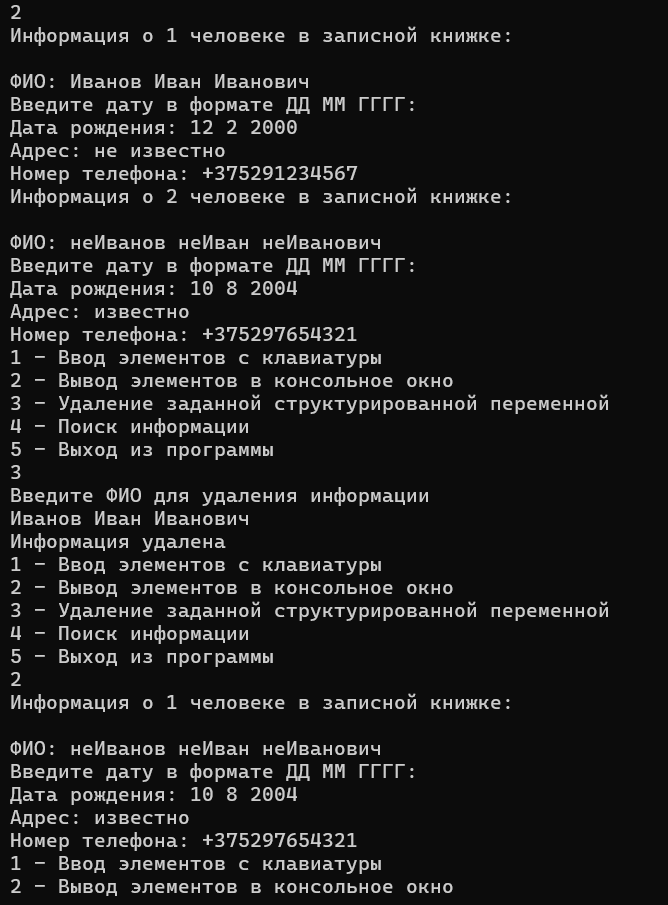 2
Информация о 1 человеке в записной книжке:
ФИО: Иванов Иван Иванович
Введите дату в формате ДД ММ ГГГГ:
Дата рождения: 12 2 2000
Адрес: не известно
Номер телефона: +375291234567
Информация о 2 человеке в записной книжке:
ФИО: неИванов неИван неИванович
Введите дату в формате ДД ММ ГГГГ:
Дата рождения: 10 8 2004
Адрес: известно
Номер телефона: +375297654321
1 – Ввод элементов с клавиатуры
2 – Вывод элементов в консольное окно
3 – Удаление заданной структурированной переменной
4 – Поиск информации
5 – Выход из программы
3
Введите ФИО для удаления информации
Иванов Иван Иванович
Информация удалена
1 – Ввод элементов с клавиатуры
2 – Вывод элементов в консольное окно
3 – Удаление заданной структурированной переменной
4 – Поиск информации
5 – Выход из программы
2
Информация о 1 человеке в записной книжке:
ФИО: неИванов неИван неИванович
Введите дату в формате ДД ММ ГГГГ:
Дата рождения: 10 8 2004
Адрес: известно
Номер телефона: +375297654321
1 – Ввод элементов с клавиатуры
2 – Вывод элементов в консольное окно